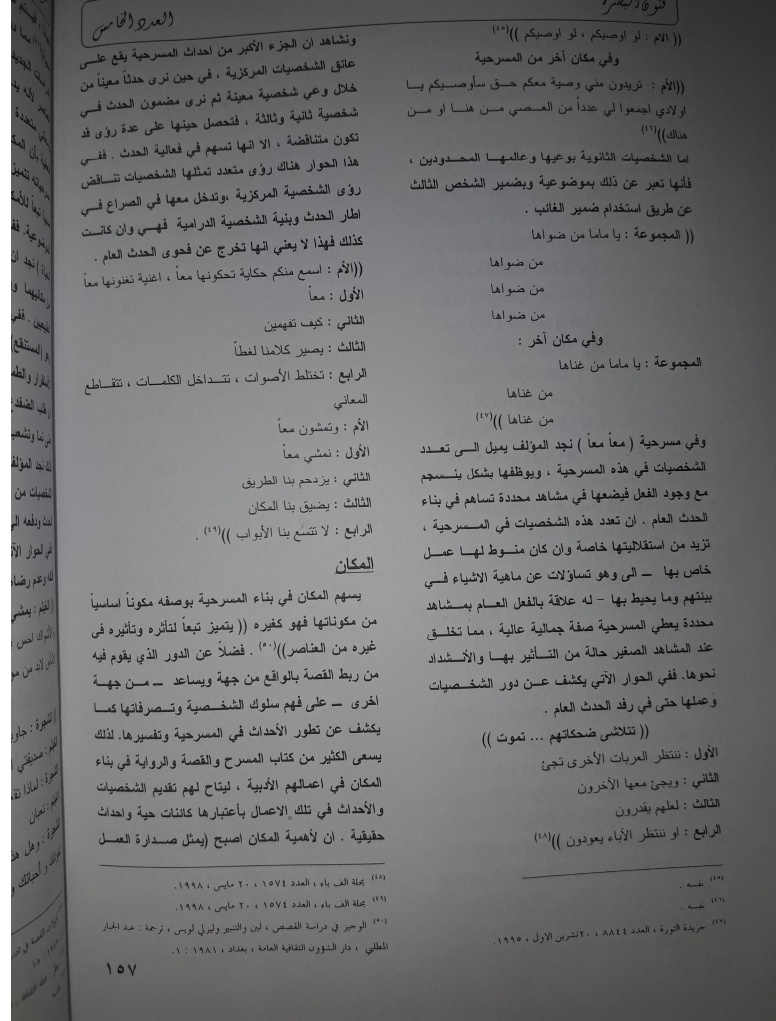 فنون البصرة
العدد الخامس
(( الام : لو اوصيكم ، لو اوصيكم ))(٤٥)
وفي مكان آخر من المسرحية
((الأم : تريدون مني وصية معكم حق سأوصيكم يا
اولادي اجمعوا لي عدداً من العصي من هنا او من
هناك))(٤٦)
اما الشخصيات الثانوية بوعيها وعالمها المحدودين ،
فأنها تعبر عن ذلك بموضوعية وبضمير الشخص الثالث
عن طريق استخدام ضمير الغائب .
(( المجموعة : يا ماما من ضواها
من ضواها
من ضواها
من ضواها
وفي مكان آخر :
المجموعة : يا ماما من غناها
من غناها
من غناها ))(٤٧)
وفي مسرحية ( معاً معاً ) نجد المؤلف يميل الى تعدد
الشخصيات في هذه المسرحية ، ويوظفها بشكل ينسجم
مع وجود الفعل فيضعها في مشاهد محددة تساهم في بناء
الحدث العام . ان تعدد هذه الشخصيات في المسرحية ،
تزيد من استقلاليتها خاصة وان كان منوط لها عمل
خاص بها – الى وهو تساؤلات عن ماهية الاشياء في
بيئتهم وما يحيط بها – له علاقة بالفعل العام بمشاهد
محددة يعطي المسرحية صفة جمالية عالية ، مما تخلق
عند المشاهد الصغير حالة من التأثير بها والأنشداد
نحوها. ففي الحوار الآتي يكشف عن دور الشخصيات
وعملها حتى في رفد الحدث العام .
(( تتلاشى ضحكاتهم ... تموت ))
الأول : ننتظر العربات الأخرى تجئ
الثاني : ويجئ معها الآخرون
الثالث : لعلهم يقدرون
الرابع : او ننتظر الآباء يعودون ))(٤٨)
(٤٥) نفسه .
(٤٦) نفسه .
(٤٧) جريدة الثورة ، العدد ٨٨٤٤ ، ٢٠تشرين الاول ، ١٩٩٥.
ونشاهد ان الجزء الأكبر من احداث المسرحية يقع على
عاتق الشخصيات المركزية ، في حين نرى حدثاً معيناً من
خلال وعي شخصية معينة ثم نرى مضمون الحدث في
شخصية ثانية وثالثة ، فتحصل حينها على عدة رؤى قد
تكون متناقضة ، الا انها تسهم في فعالية الحدث . ففي
هذا الحوار هناك رؤى متعدد تمثلها الشخصيات تناقض
رؤى الشخصية المركزية ،وتدخل معها في الصراع في
اطار الحدث وبنية الشخصية الدرامية فهي وان كانت
كذلك فهذا لا يعني انها تخرج عن فحوى الحدث العام .
((الأم : اسمع منكم حكاية تحكونها معاً ، اغنية تغنونها معاً
الأول : معاً
الثاني : كيف تفهمين
الثالث : يصير كلامنا لغطاً
الرابع : تختلط الأصوات ، تتداخل الكلمات ، تتقاطع
المعاني
الأم : وتمشون معاً
الأول : نمشي معاً
الثاني : يزدحم بنا الطريق
الثالث : يضيق بنا المكان
الرابع : لا تتسع بنا الأبواب ))(٤٩) .
المكان
يسهم المكان في بناء المسرحية بوصفه مكوناً اساسياً
من مكوناتها فهو كغيره (( يتميز تبعاً لتأثره وتأثيره في
غيره من العناصر))(٥٠) . فضلاً عن الدور الذي يقوم فيه
من ربط القصة بالواقع من جهة ويساعد – من جهة
اخرى – على فهم سلوك الشخصية وتصرفاتها كما
يكشف عن تطور الأحداث في المسرحية وتفسيرها. لذلك
يسعى الكثير من كتاب المسرح والقصة والرواية في بناء
المكان في اعمالهم الأدبية ، ليتاح لهم تقديم الشخصيات
والأحداث في تلك الاعمال بأعتبارها كائنات حية واحداث
حقيقية . ان لأهمية المكان اصبح (يمثل صدارة العمل
(٤٨) مجلة الف باء ، العدد ١٥٧٤ ، ٢٠ مايس ، ١٩٩٨.
(٤٩) مجلة الف باء ، العدد ١٥٧٤ ، ٢٠ مايس ، ١٩٩٨.
(٥٠) الوجيز في دراسة القصص ، لين والتنبير وليزلي لويس ، ترجمة : عبد الجبار
المطلبي ، دار الشؤون الثقافية العامة ، بغداد ، ١٩٨١ : ١.
١٥٧